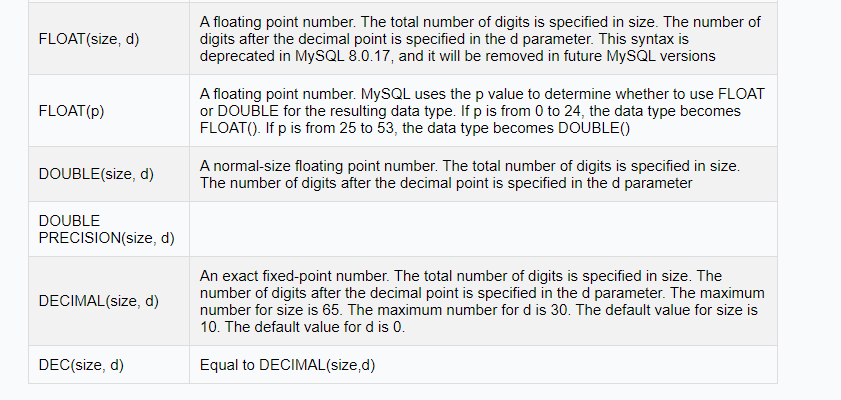 FLOAT(size, d)
A floating point number. The total number of digits is specified in size. The number of
digits after the decimal point is specified in the d parameter. This syntax is
deprecated in MySQL 8.0.17, and it will be removed in future MySQL versions
FLOAT(p)
A floating point number. MySQL uses the p value to determine whether to use FLOAT
or DOUBLE for the resulting data type. If p is from 0 to 24, the data type becomes
FLOAT(). If p is from 25 to 53, the data type becomes DOUBLE()
DOUBLE(size, d)
A normal-size floating point number. The total number of digits is specified in size.
The number of digits after the decimal point is specified in the d parameter
DOUBLE
PRECISION(size, d)
DECIMAL(size, d)
An exact fixed-point number. The total number of digits is specified in size. The
number of digits after the decimal point is specified in the d parameter. The maximum
number for size is 65. The maximum number for d is 30. The default value for size is
10. The default value for d is 0.
DEC(size, d)
Equal to DECIMAL(size,d)